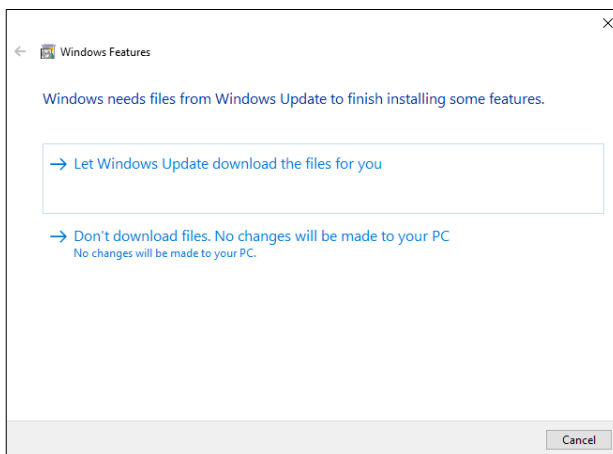 Windows Features
Windows needs files from Windows Update to finish installing some features.
Let Windows Update download the files for you
Don't download files. No changes will be made to your PC
No changes will be made to your PC.
Cancel